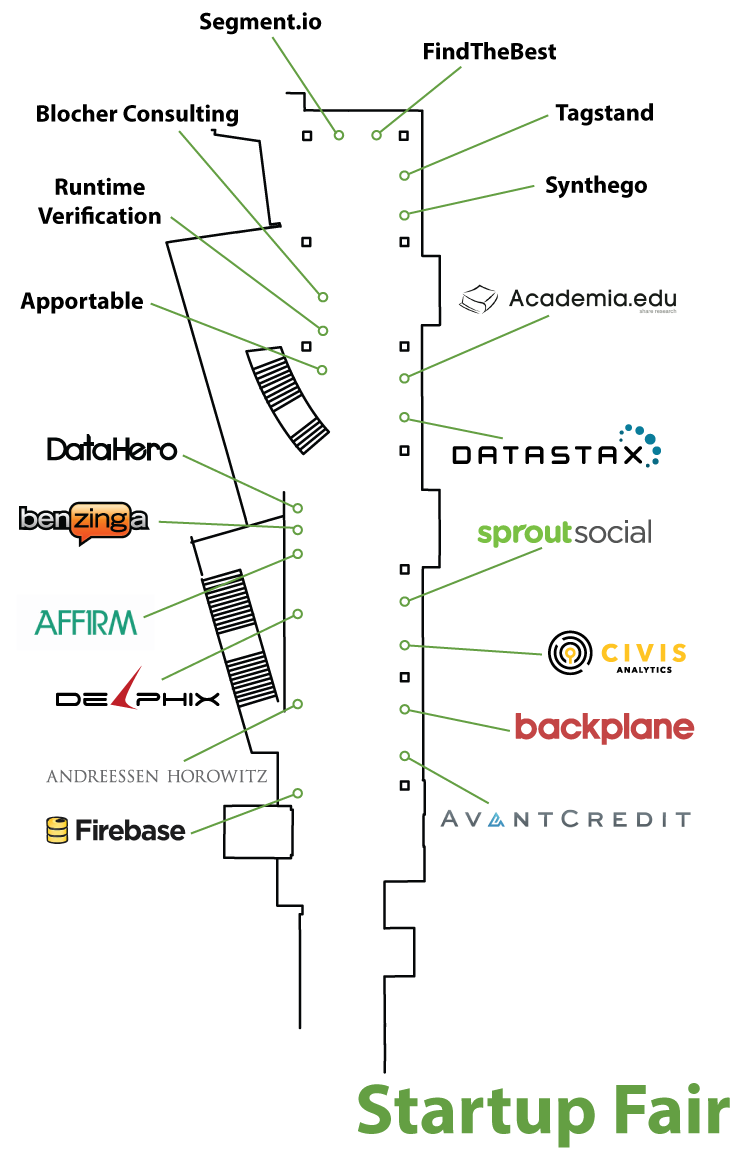 Segment.io
FindTheBest
Blocher Consulting
Tagstand
Runtime
Verification
Synthego
Apportable
Academia.edu
share research
DataHero
DATASTAX
benzinga
sproutsocial
AFFIRM
CIVIS
ANALYTICS
DELPHIX
backplane
ANDREESSEN HOROWITZ
Firebase
AVANTCREDIT
Startup Fair